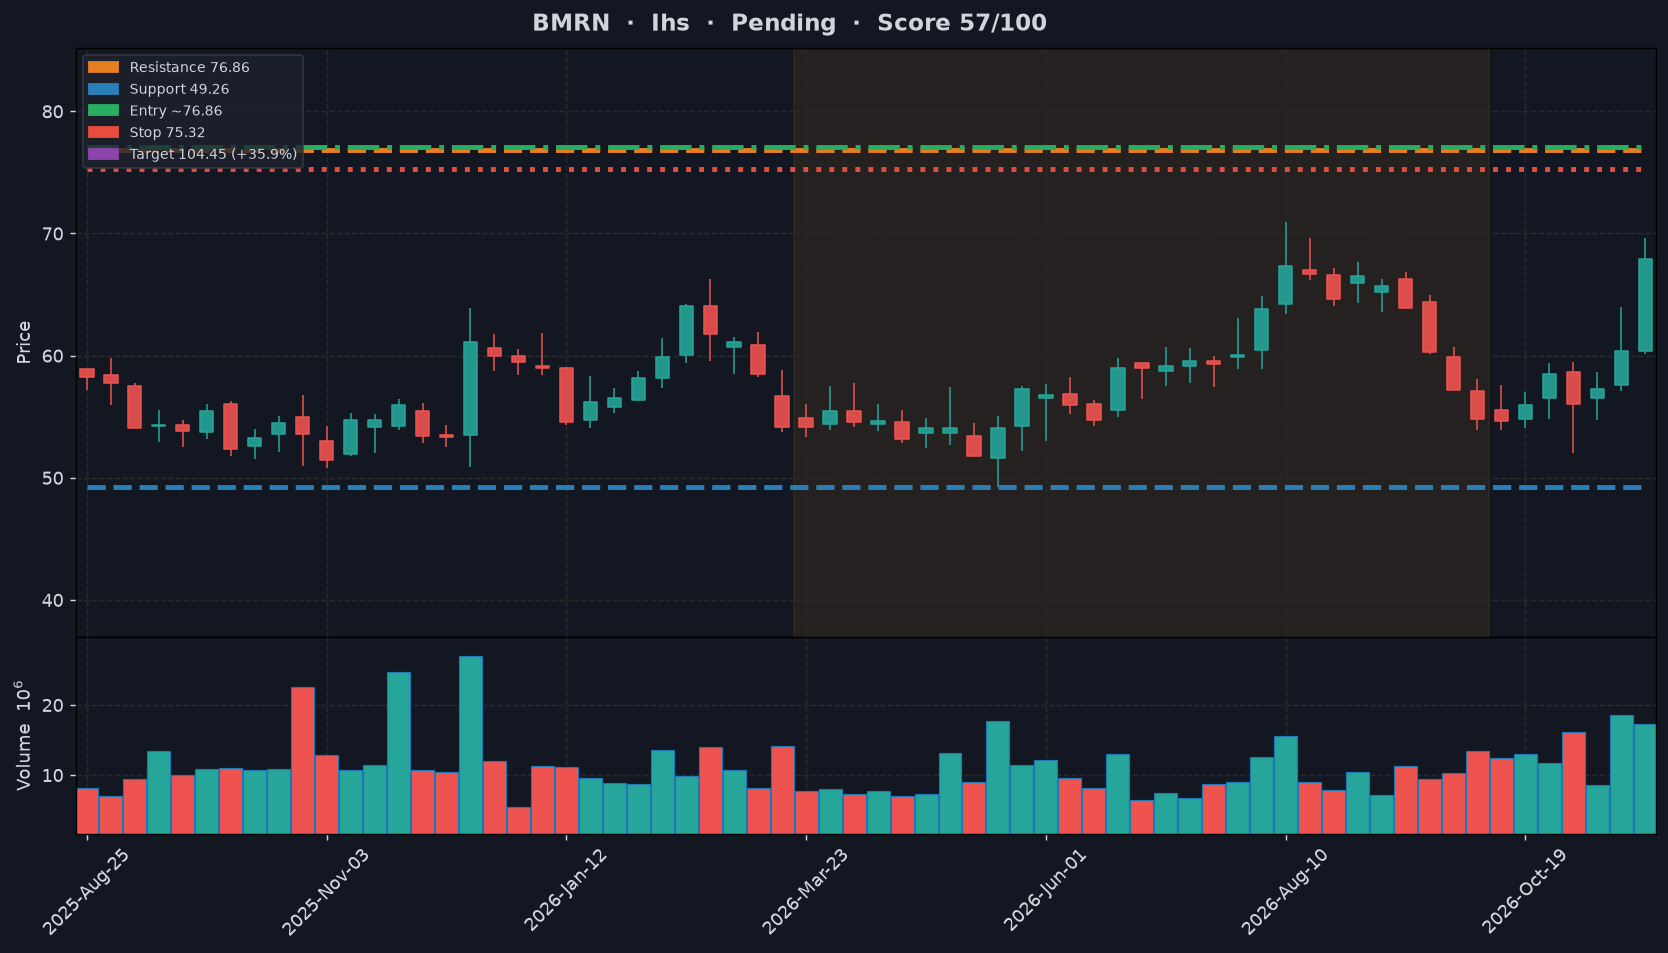 BMRN · Ihs · Pending · Score 57/100
Resistance 76.86
Support 49.26
Entry ~76.86
Stop 75.32
Target 104.45 (+35.9%)
Price
80
70
60
50
40
Volume 10⁶
20
10
2025-Aug-25
2025-Nov-03
2026-Jan-12
2026-Mar-23
2026-Jun-01
2026-Aug-10
2026-Oct-19